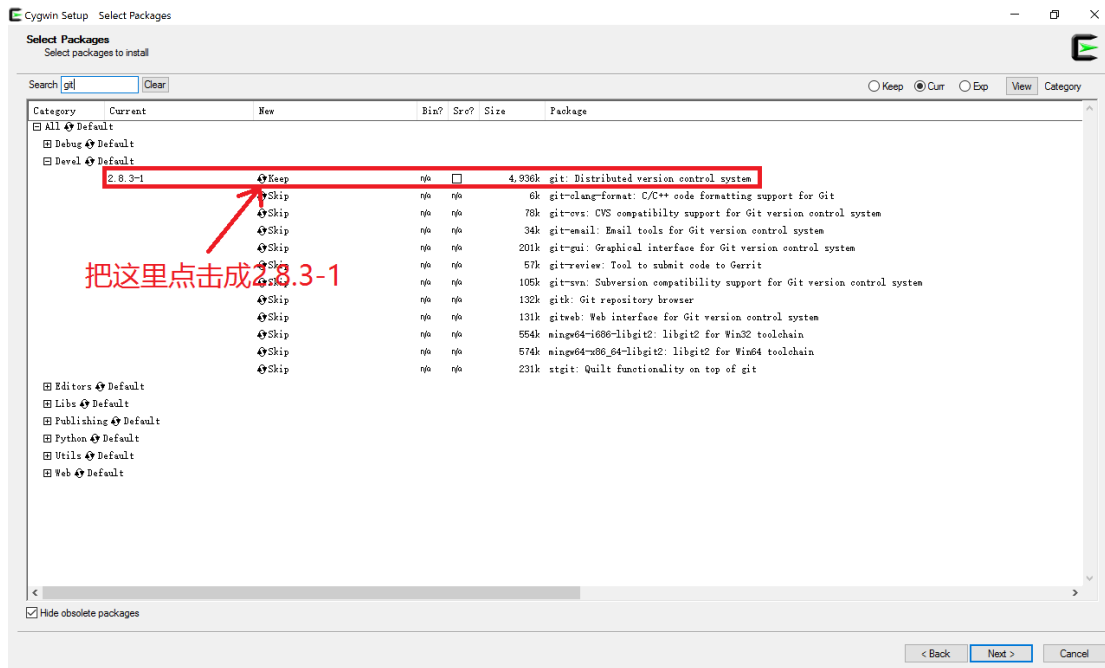 Cygwin Setup Select Packages
Select Packages
Select packages to install
Search git Clear Keep Curr Exp View Category
Category Current New Bin? Src? Size Package
All Default
Debug Default
Devel Default
2.8.3-1 Keep n/a 4,936k git: Distributed version control system
Skip n/a n/a 6k git-clang-format: C/C++ code formatting support for Git
Skip n/a n/a 78k git-cvs: CVS compatibilty support for Git version control system
Skip n/a n/a 34k git-email: Email tools for Git version control system
Skip n/a n/a 201k git-gui: Graphical interface for Git version control system
Skip n/a n/a 57k git-review: Tool to submit code to Gerrit
把这里点击成2.8.3-1
Skip n/a n/a 105k git-svn: Subversion compatibility support for Git version control system
Skip n/a n/a 132k gitk: Git repository browser
Skip n/a n/a 131k gitweb: Web interface for Git version control system
Skip n/a n/a 554k mingw64-i686-libgit2: libgit2 for Win32 toolchain
Skip n/a n/a 574k mingw64-x86_64-libgit2: libgit2 for Win64 toolchain
Skip n/a n/a 231k stgit: Quilt functionality on top of git
Editors Default
Libs Default
Publishing Default
Python Default
Utils Default
Web Default
Hide obsolete packages
< Back Next > Cancel